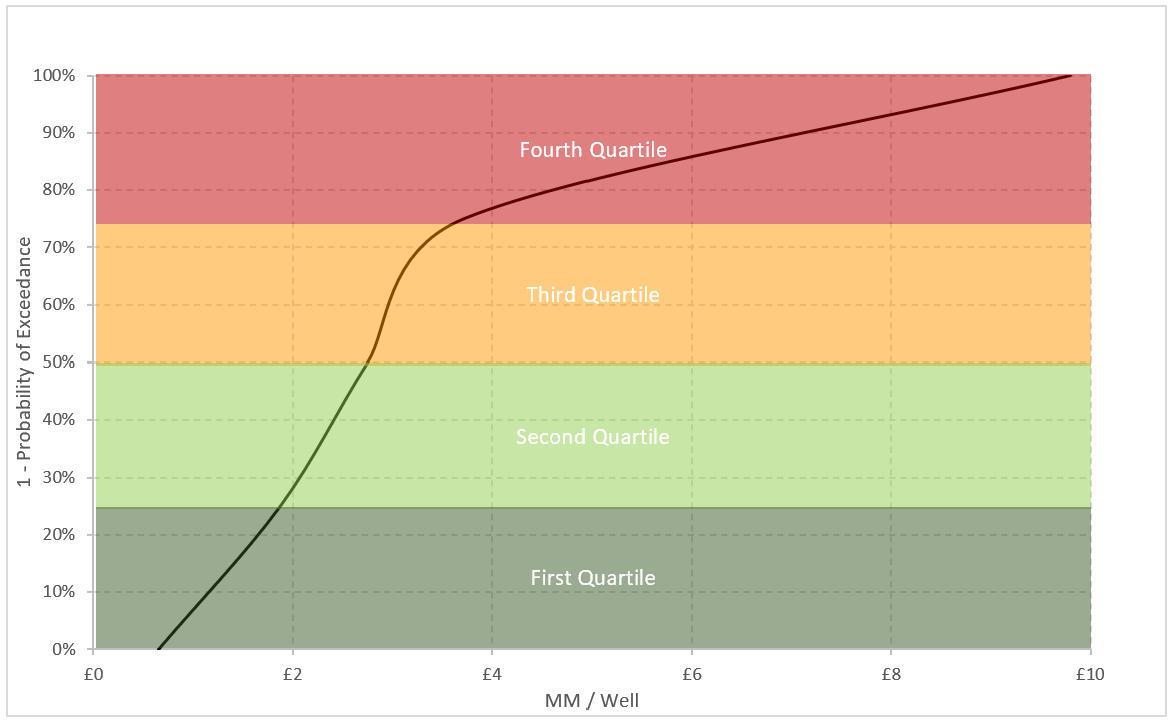 100%
90%
80%
70%
60%
50%
40%
30%
20%
10%
0%
1 - Probability of Exceedance
Fourth Quartile
Third Quartile
Second Quartile
First Quartile
£0 £2 £4 £6 £8 £10
MM / Well